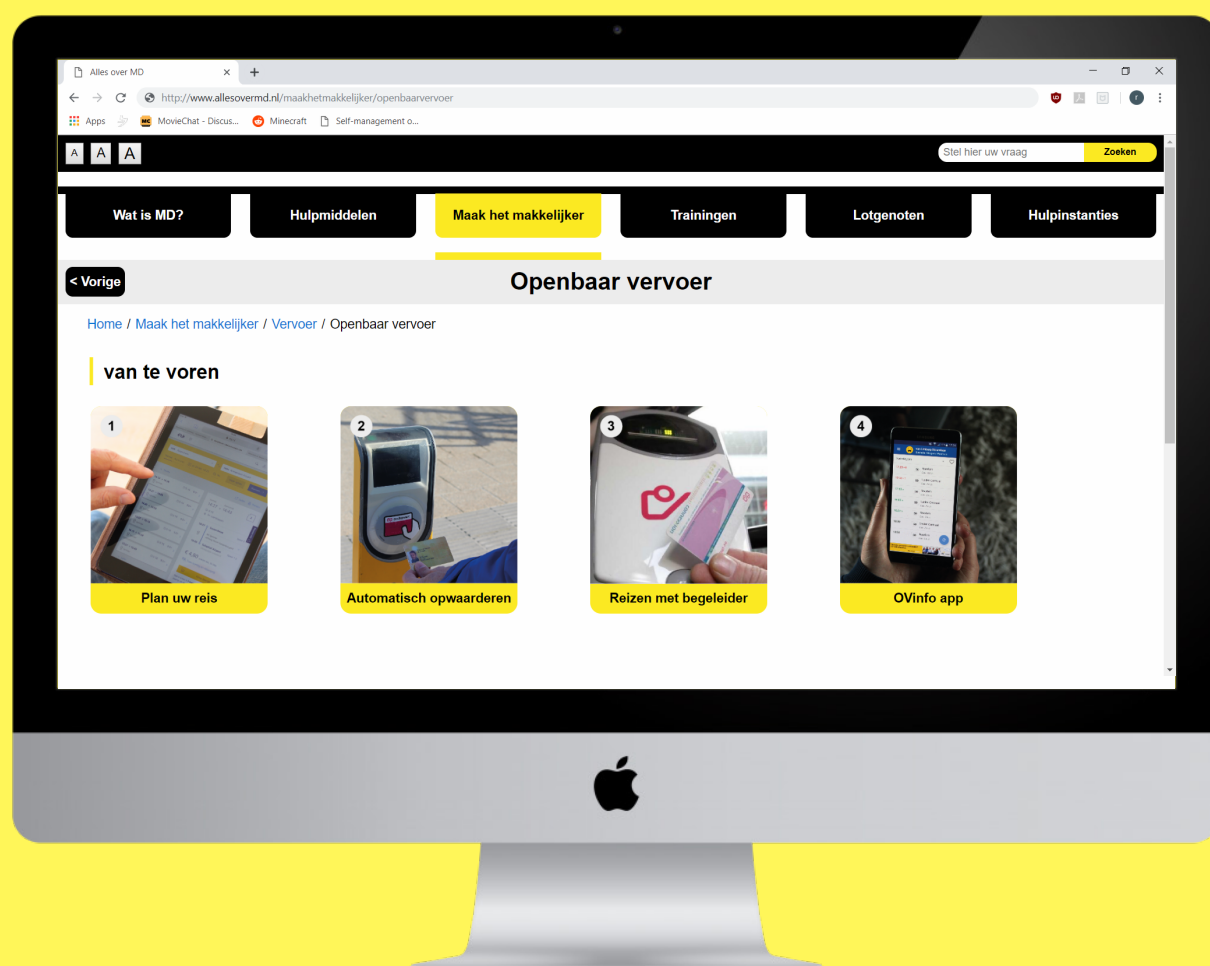 Alles over MD
http://www.allesovermd.nl/maakhetmakkelijker/openbaarvervoer
Apps MovieChat - Discus... Minecraft Self-management o...
A A A Stel hier uw vraag Zoeken
Wat is MD? Hulpmiddelen Maak het makkelijker Trainingen Lotgenoten Hulpinstanties
< Vorige Openbaar vervoer
Home / Maak het makkelijker / Vervoer / Openbaar vervoer
van te voren
1 2 3 4
Plan uw reis Automatisch opwaarderen Reizen met begeleider OVinfo app